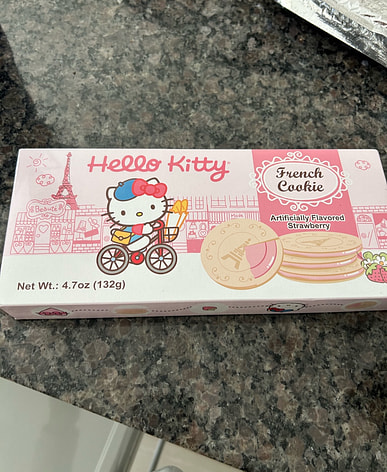 Hello Kitty
French
Cookie
Artificially Flavored
Strawberry
Net Wt.: 4.7oz (132g)